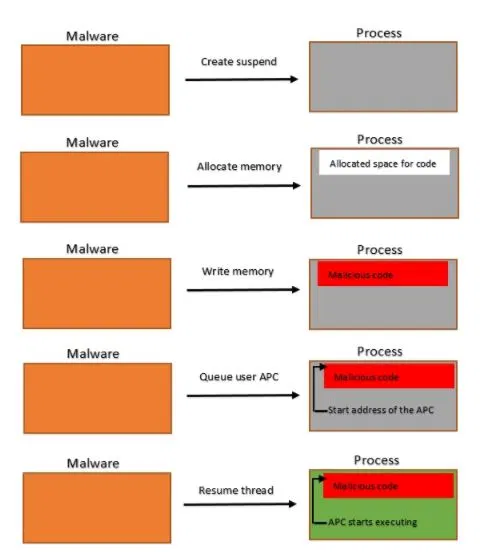 Malware
Process
Create suspend
Malware
Process
Allocate memory
Allocated space for code
Malware
Process
Write memory
Malicious code
Malware
Process
Queue user APC
Malicious code
Start address of the APC
Malware
Process
Resume thread
Malicious code
APC starts executing